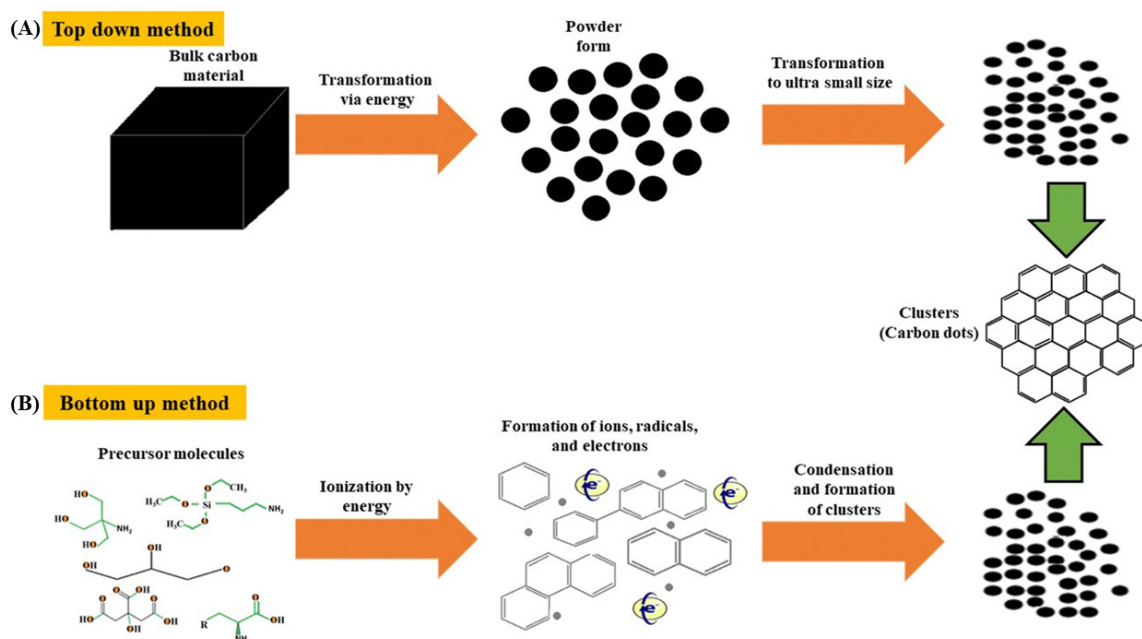 (A) Top down method
Bulk carbon
material
Transformation
via energy
Powder
form
Transformation
to ultra small size
Clusters
(Carbon dots)
(B) Bottom up method
Precursor molecules
Ionization by
energy
Formation of ions, radicals,
and electrons
Condensation
and formation
of clusters
HO
HO
HO
NH₂
H₃C
O
O
CH₃
Si
NH₂
H₃C
O
OH
OH
O
O
OH
O
O
HO
OH
OH
O
OH
R
NH
e⁻
e⁻
e⁻